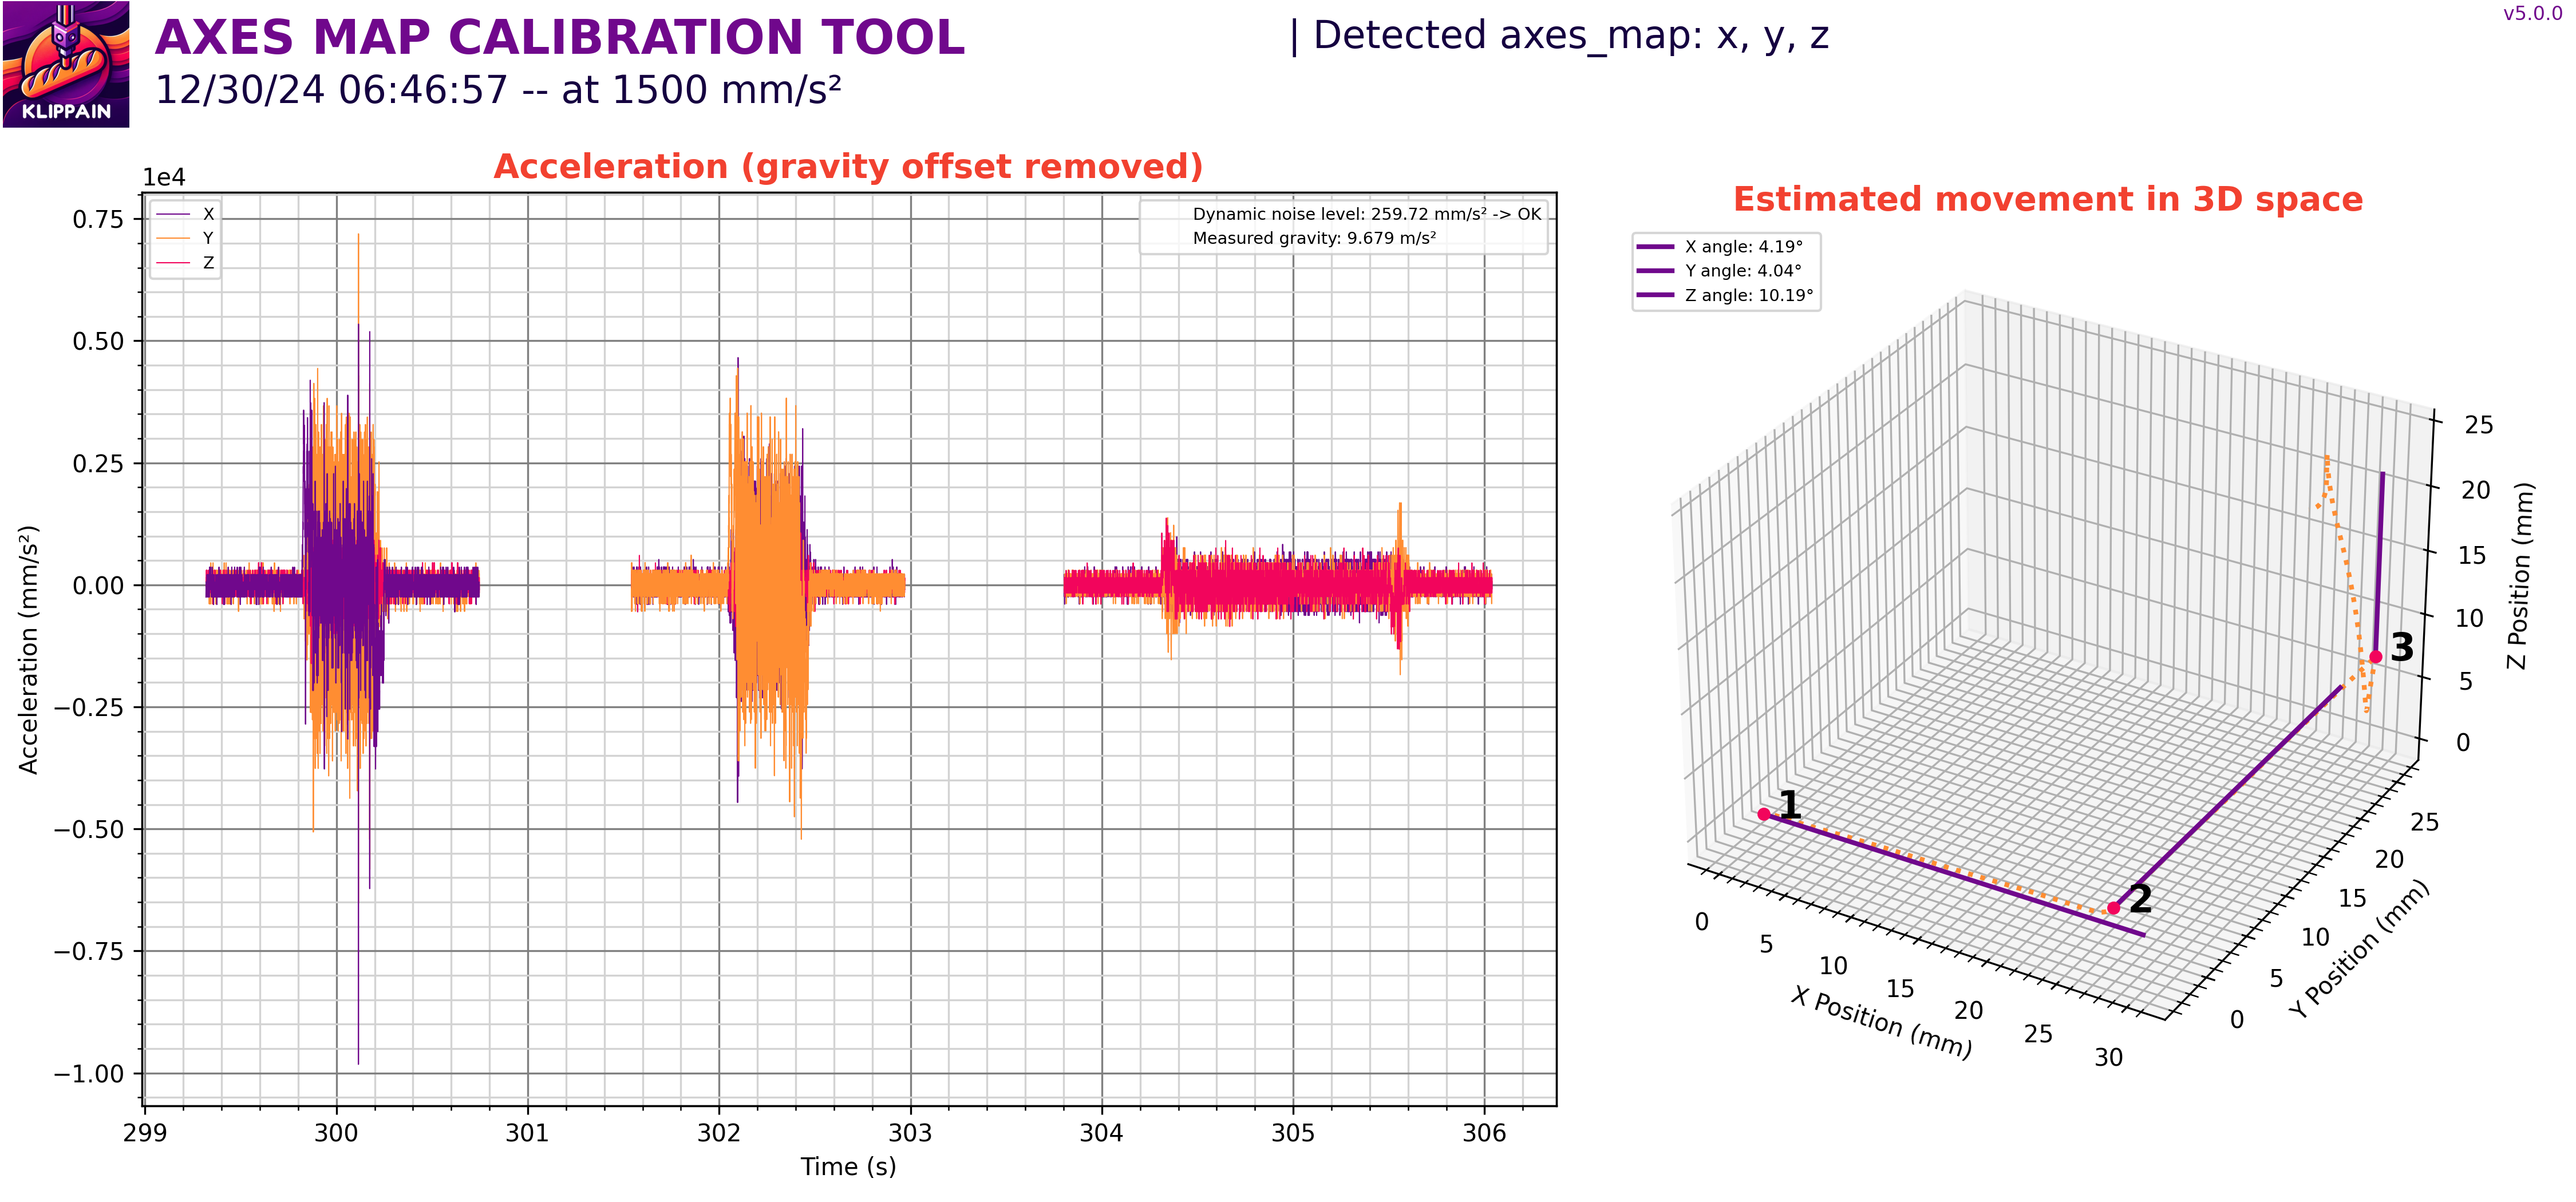 AXES MAP CALIBRATION TOOL
12/30/24 06:46:57 -- at 1500 mm/s²
| Detected axes_map: x, y, z
v5.0.0
KLIPPAIN
Acceleration (gravity offset removed)
1e4
X
Y
Z
Dynamic noise level: 259.72 mm/s² -> OK
Measured gravity: 9.679 m/s²
0.75
0.50
0.25
0.00
−0.25
−0.50
−0.75
−1.00
Acceleration (mm/s²)
299
300
301
302
303
304
305
306
Time (s)
Estimated movement in 3D space
X angle: 4.19°
Y angle: 4.04°
Z angle: 10.19°
1
2
3
0
5
10
15
20
25
30
X Position (mm)
0
5
10
15
20
25
Y Position (mm)
0
5
10
15
20
25
Z Position (mm)